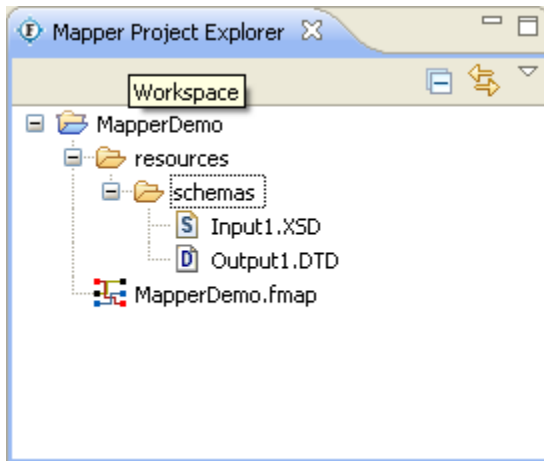 Mapper Project Explorer
Workspace
MapperDemo
resources
schemas
S Input1.XSD
D Output1.DTD
MapperDemo.fmap